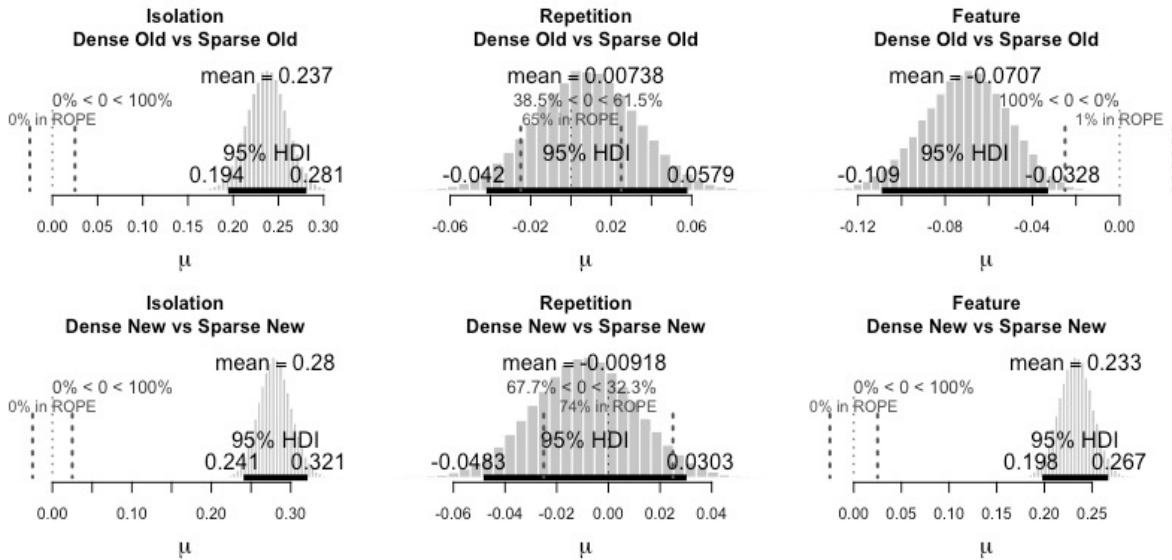 Isolation
Dense Old vs Sparse Old
mean = 0.237
0% < 0 < 100%
0% in ROPE
95% HDI
0.194 0.281
0.00 0.05 0.10 0.15 0.20 0.25 0.30
μ
Repetition
Dense Old vs Sparse Old
mean = 0.00738
38.5% < 0 < 61.5%
65% in ROPE
95% HDI
-0.042 0.0579
-0.06 -0.02 0.02 0.06
μ
Feature
Dense Old vs Sparse Old
mean = -0.0707
100% < 0 < 0%
1% in ROPE
95% HDI
-0.109 -0.0328
-0.12 -0.08 -0.04 0.00
μ
Isolation
Dense New vs Sparse New
mean = 0.28
0% < 0 < 100%
0% in ROPE
95% HDI
0.241 0.321
0.00 0.10 0.20 0.30
μ
Repetition
Dense New vs Sparse New
mean = -0.00918
67.7% < 0 < 32.3%
74% in ROPE
95% HDI
-0.0483 0.0303
-0.06 -0.04 -0.02 0.00 0.02 0.04
μ
Feature
Dense New vs Sparse New
mean = 0.233
0% < 0 < 100%
0% in ROPE
95% HDI
0.198 0.267
0.00 0.05 0.10 0.15 0.20 0.25
μ